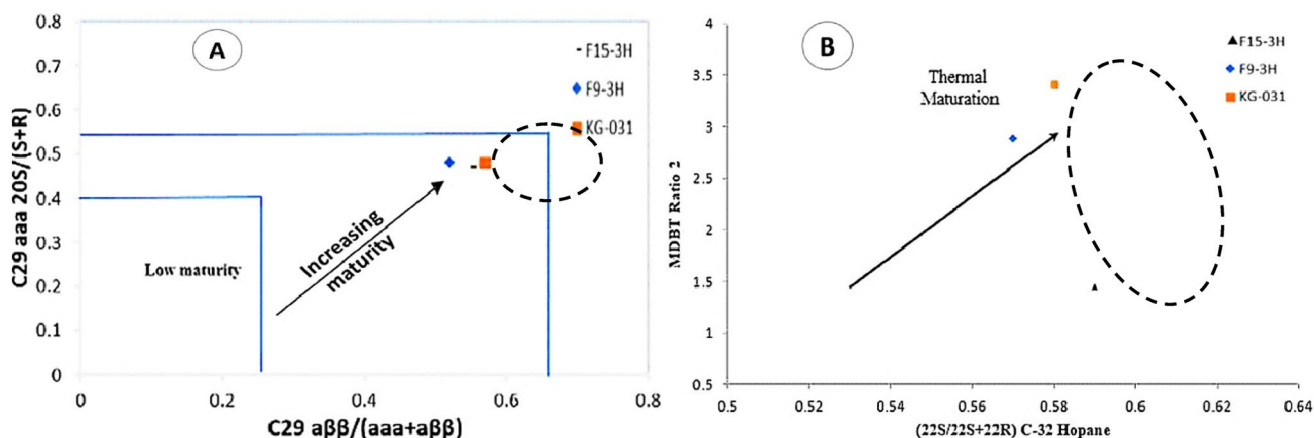 A
C29 aaa 20S/(S+R)
0.8
0.7
0.6
0.5
0.4
0.3
0.2
0.1
0
0
0.2
0.4
0.6
0.8
C29 aββ/(aaa+aββ)
F15-3H
F9-3H
KG-031
Low maturity
Increasing
maturity
B
MDBT Ratio 2
4
3.5
3
2.5
2
1.5
1
0.5
0.5
0.52
0.54
0.56
0.58
0.6
0.62
0.64
(22S/22S+22R) C-32 Hopane
Thermal
Maturation
F15-3H
F9-3H
KG-031